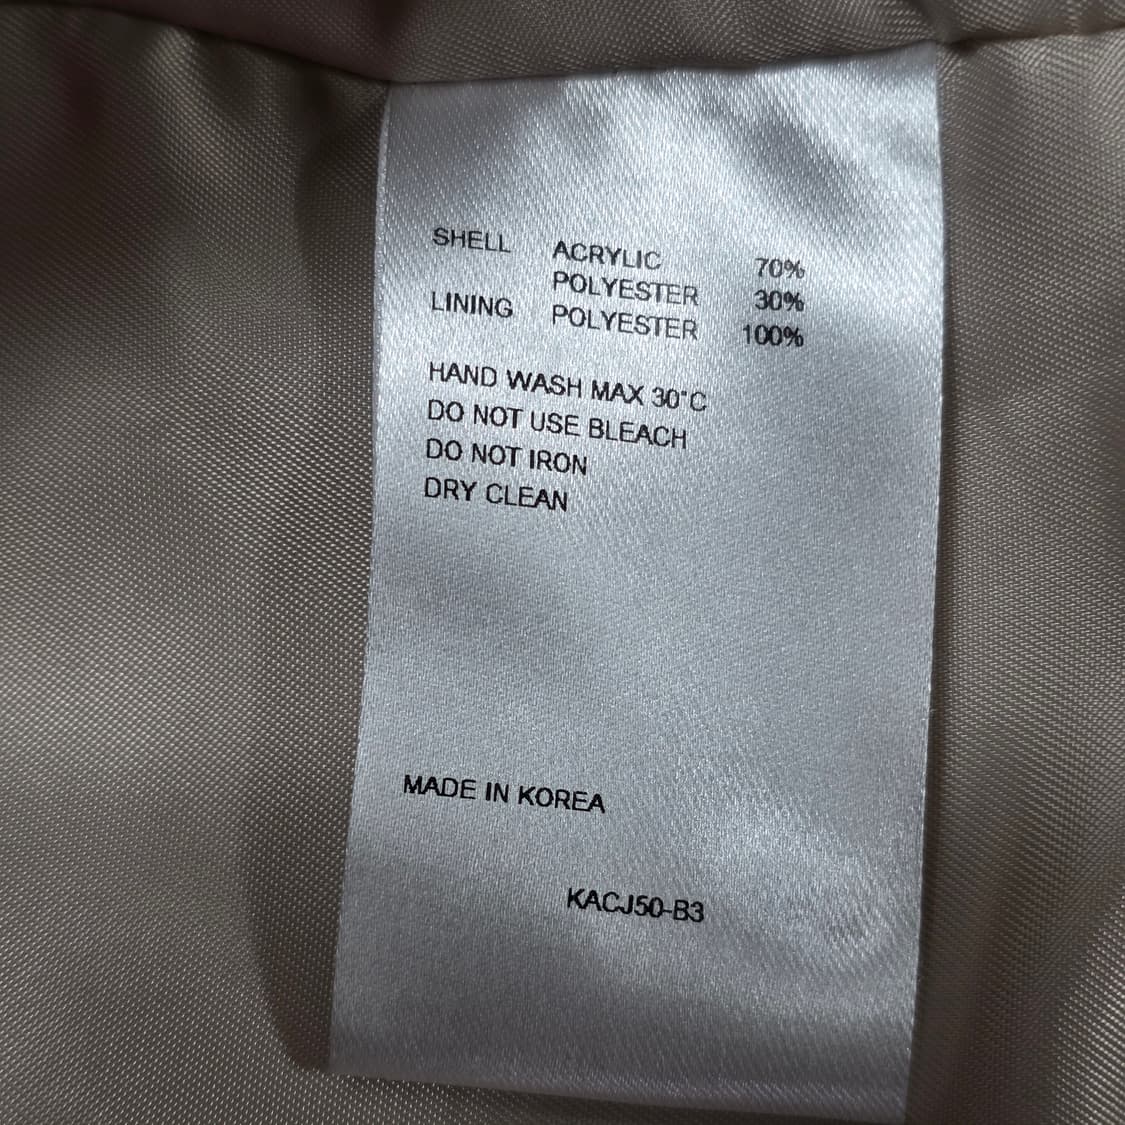 SHELL ACRYLIC 70%
POLYESTER 30%
LINING POLYESTER 100%
HAND WASH MAX 30°C
DO NOT USE BLEACH
DO NOT IRON
DRY CLEAN
MADE IN KOREA
KACJ50-B3